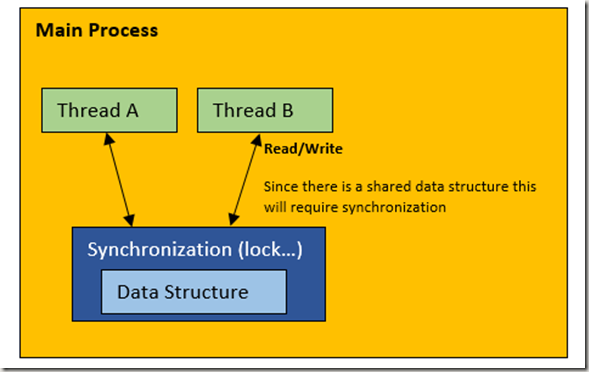 Main Process
Thread A
Thread B
Read/Write
Since there is a shared data structure this
will require synchronization
Synchronization (lock…)
Data Structure